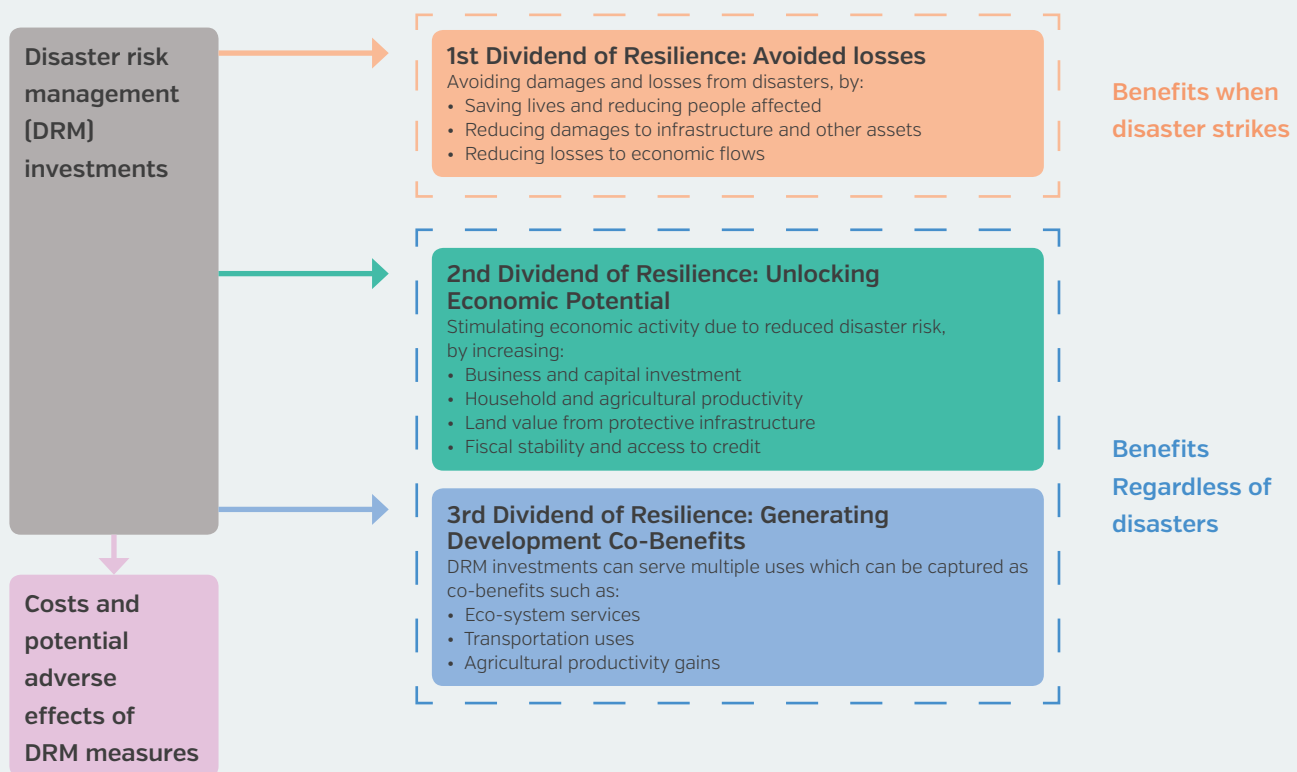 Disaster risk
management
(DRM)
investments
1st Dividend of Resilience: Avoided losses
Avoiding damages and losses from disasters, by:
• Saving lives and reducing people affected
• Reducing damages to infrastructure and other assets
• Reducing losses to economic flows
Benefits when
disaster strikes
2nd Dividend of Resilience: Unlocking
Economic Potential
Stimulating economic activity due to reduced disaster risk,
by increasing:
• Business and capital investment
• Household and agricultural productivity
• Land value from protective infrastructure
• Fiscal stability and access to credit
3rd Dividend of Resilience: Generating
Development Co-Benefits
DRM investments can serve multiple uses which can be captured as
co-benefits such as:
• Eco-system services
• Transportation uses
• Agricultural productivity gains
Benefits
Regardless of
disasters
Costs and
potential
adverse
effects of
DRM measures